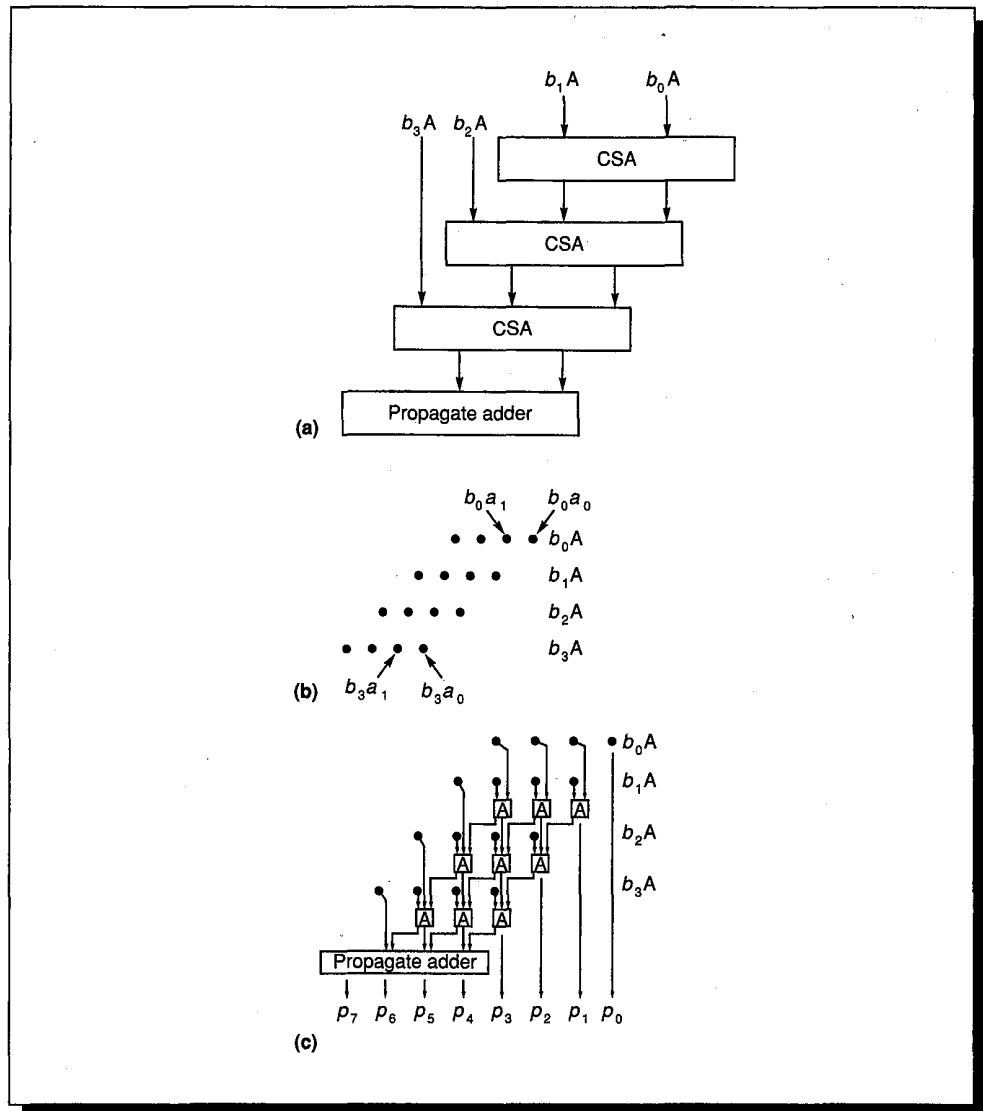 b₁A b₀A
b₃A b₂A
CSA
CSA
CSA
Propagate adder
(a)
b₀a₁ b₀a₀
b₀A
b₁A
b₂A
b₃A
(b) b₃a₁ b₃a₀
b₀A
b₁A
A A A
b₂A
A A A
b₃A
A A A
Propagate adder
p₇ p₆ p₅ p₄ p₃ p₂ p₁ p₀
(c)